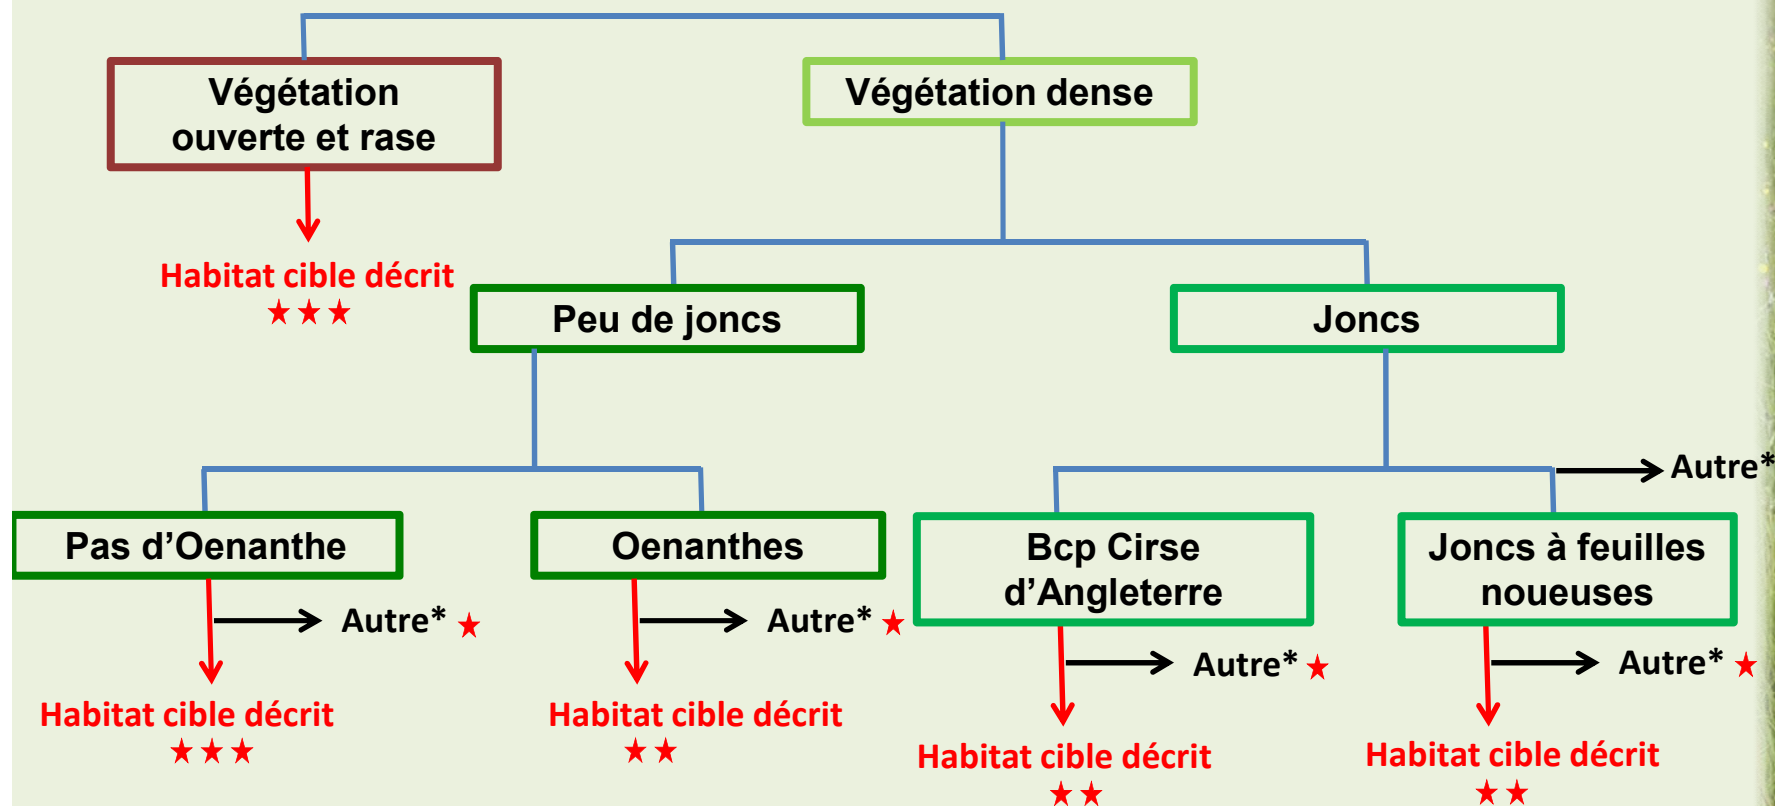 Végétation
ouverte et rase
Végétation dense
Habitat cible décrit
Peu de joncs
Joncs
Autre*
Pas d’Oenanthe
Oenanthes
Bcp Cirse
d’Angleterre
Joncs à feuilles
noueuses
Autre*
Autre*
Autre*
Autre*
Habitat cible décrit
Habitat cible décrit
Habitat cible décrit
Habitat cible décrit